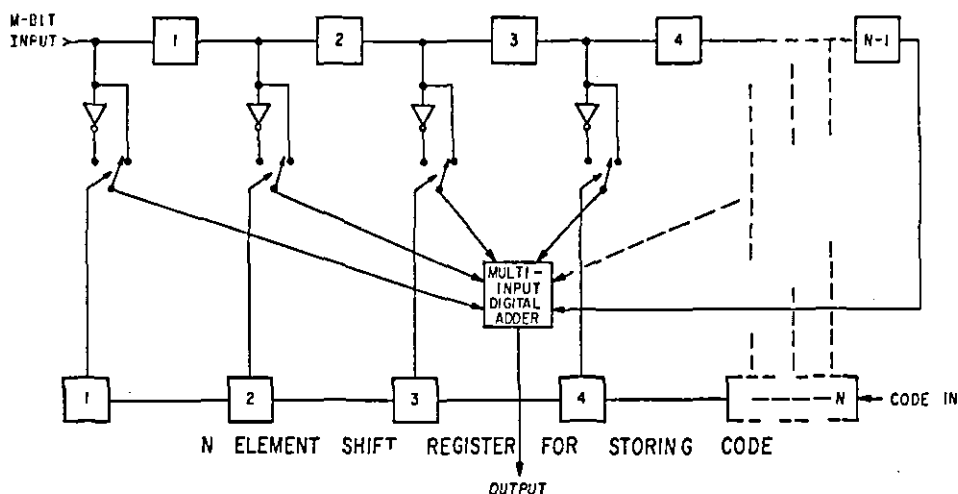 M-BIT
INPUT
1
2
3
4
N-1
MULTI-
INPUT
DIGITAL
ADDER
1
2
3
4
N
CODE IN
N ELEMENT SHIFT REGISTER FOR STORING CODE
OUTPUT